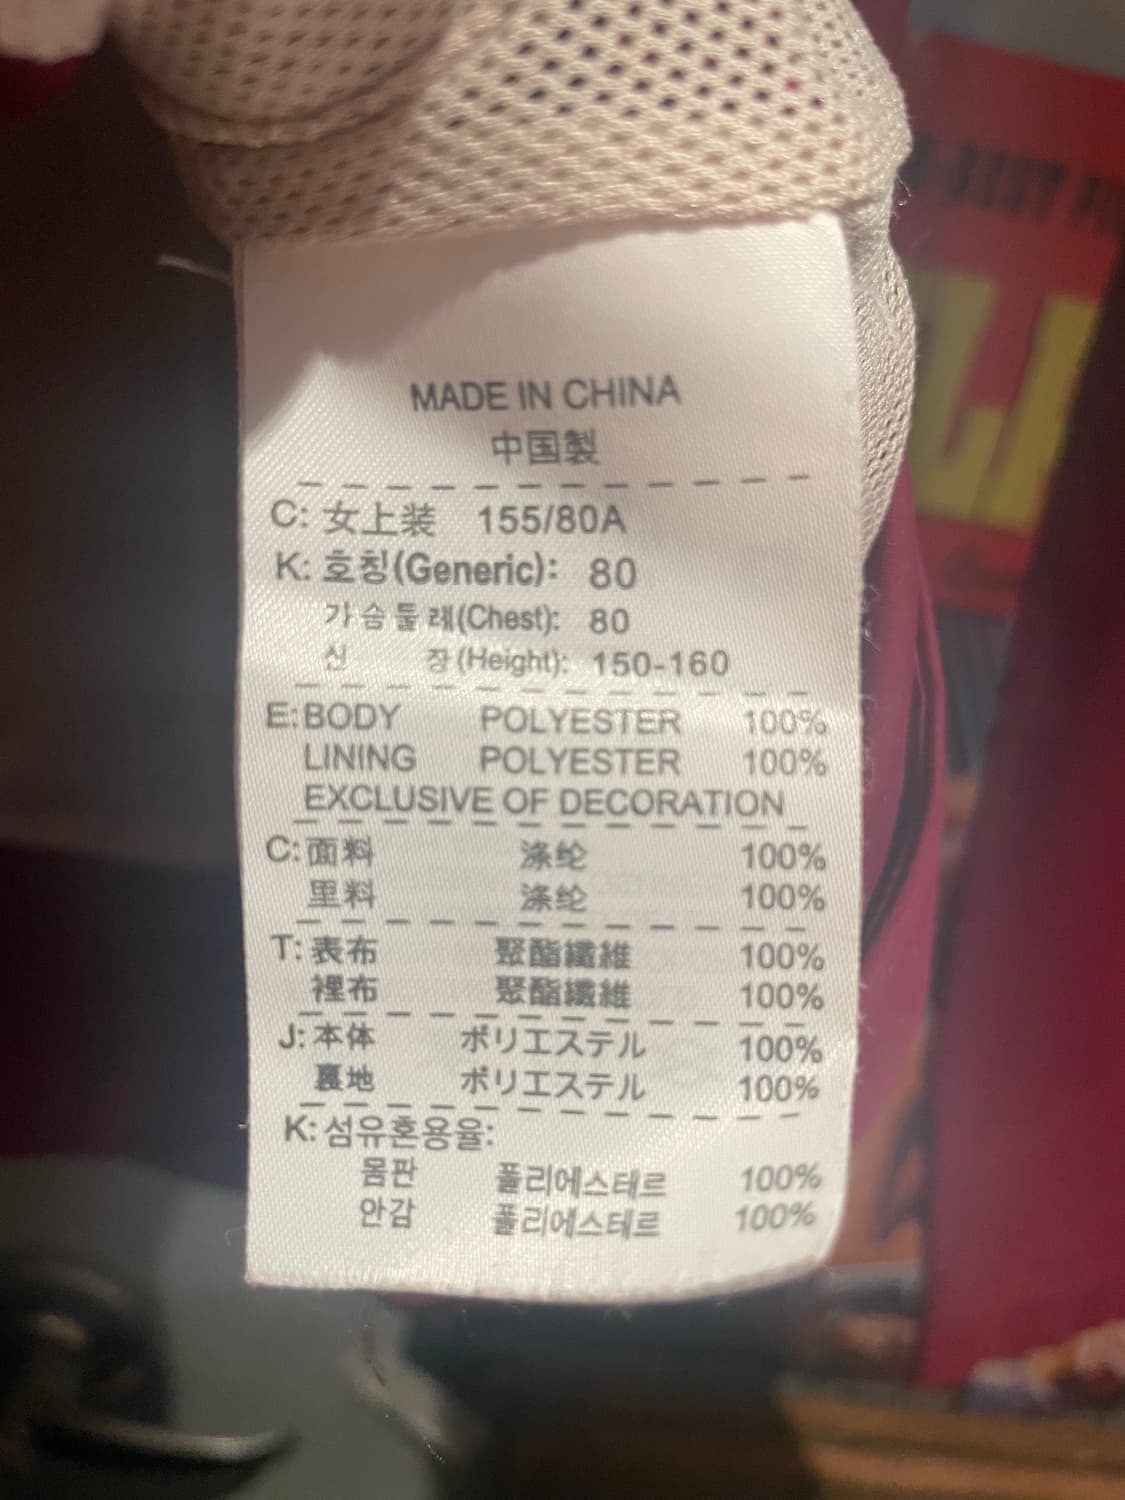 MADE IN CHINA
中国製
C: 女上装 155/80A
K: 호칭(Generic): 80
가슴둘레(Chest): 80
신 장(Height): 150-160
E: BODY POLYESTER 100%
LINING POLYESTER 100%
EXCLUSIVE OF DECORATION
C: 面料 涤纶 100%
里料 涤纶 100%
T: 表布 聚酯纖維 100%
裡布 聚酯纖維 100%
J: 本体 ポリエステル 100%
裏地 ポリエステル 100%
K: 섬유혼용율:
몸판 폴리에스테르 100%
안감 폴리에스테르 100%